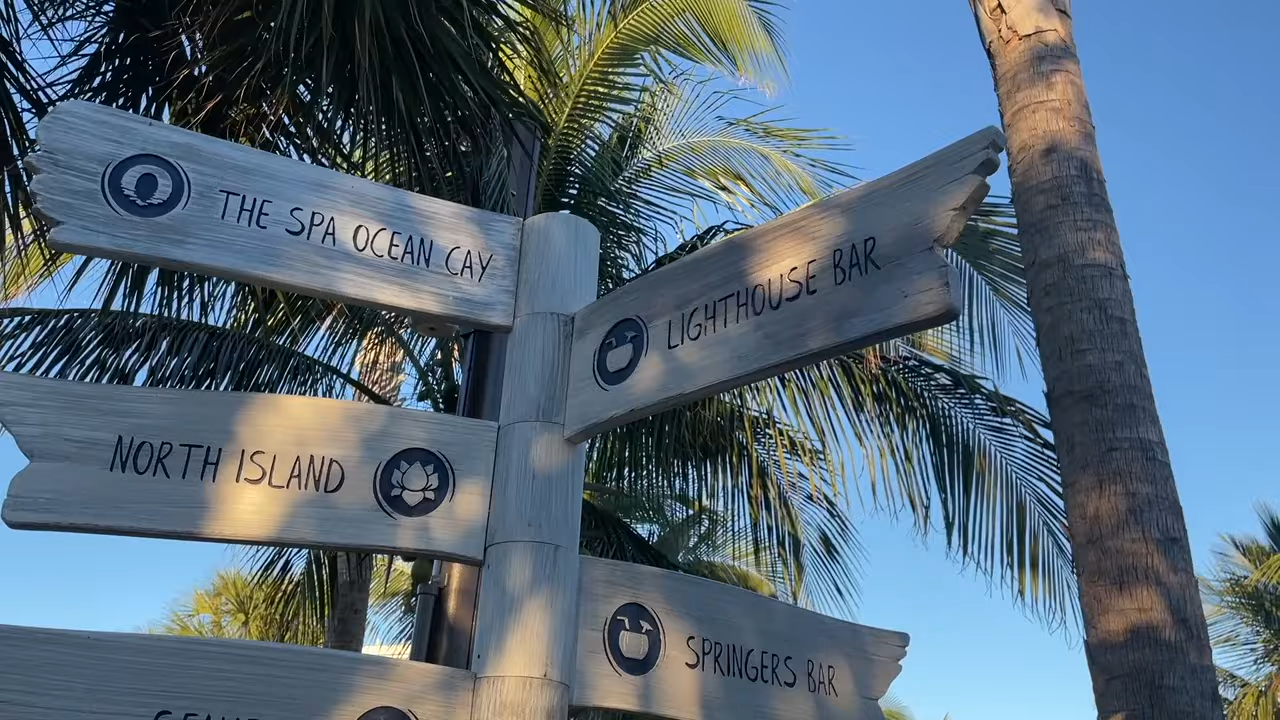 THE SPA OCEAN CAY
LIGHTHOUSE BAR
NORTH ISLAND
SPRINGERS BAR